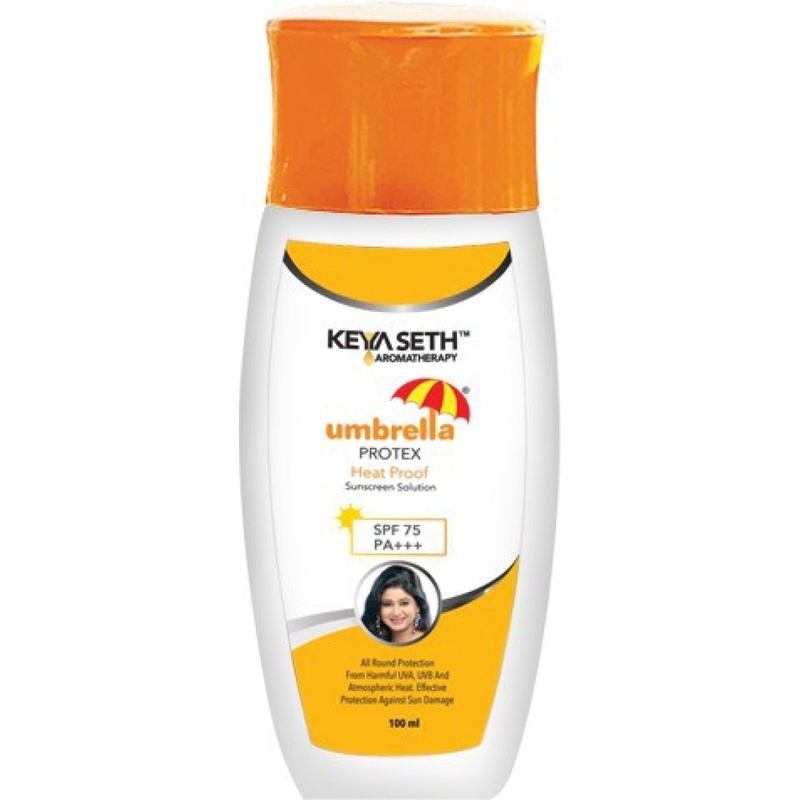 KEYA SETH™
AROMATHERAPY
umbrella®
PROTEX
Heat Proof
Sunscreen Solution
SPF 75
PA+++
All Round Protection
From Harmful UVA, UVB And
Atmospheric Heat. Effective
Protection Against Sun Damage
100 ml